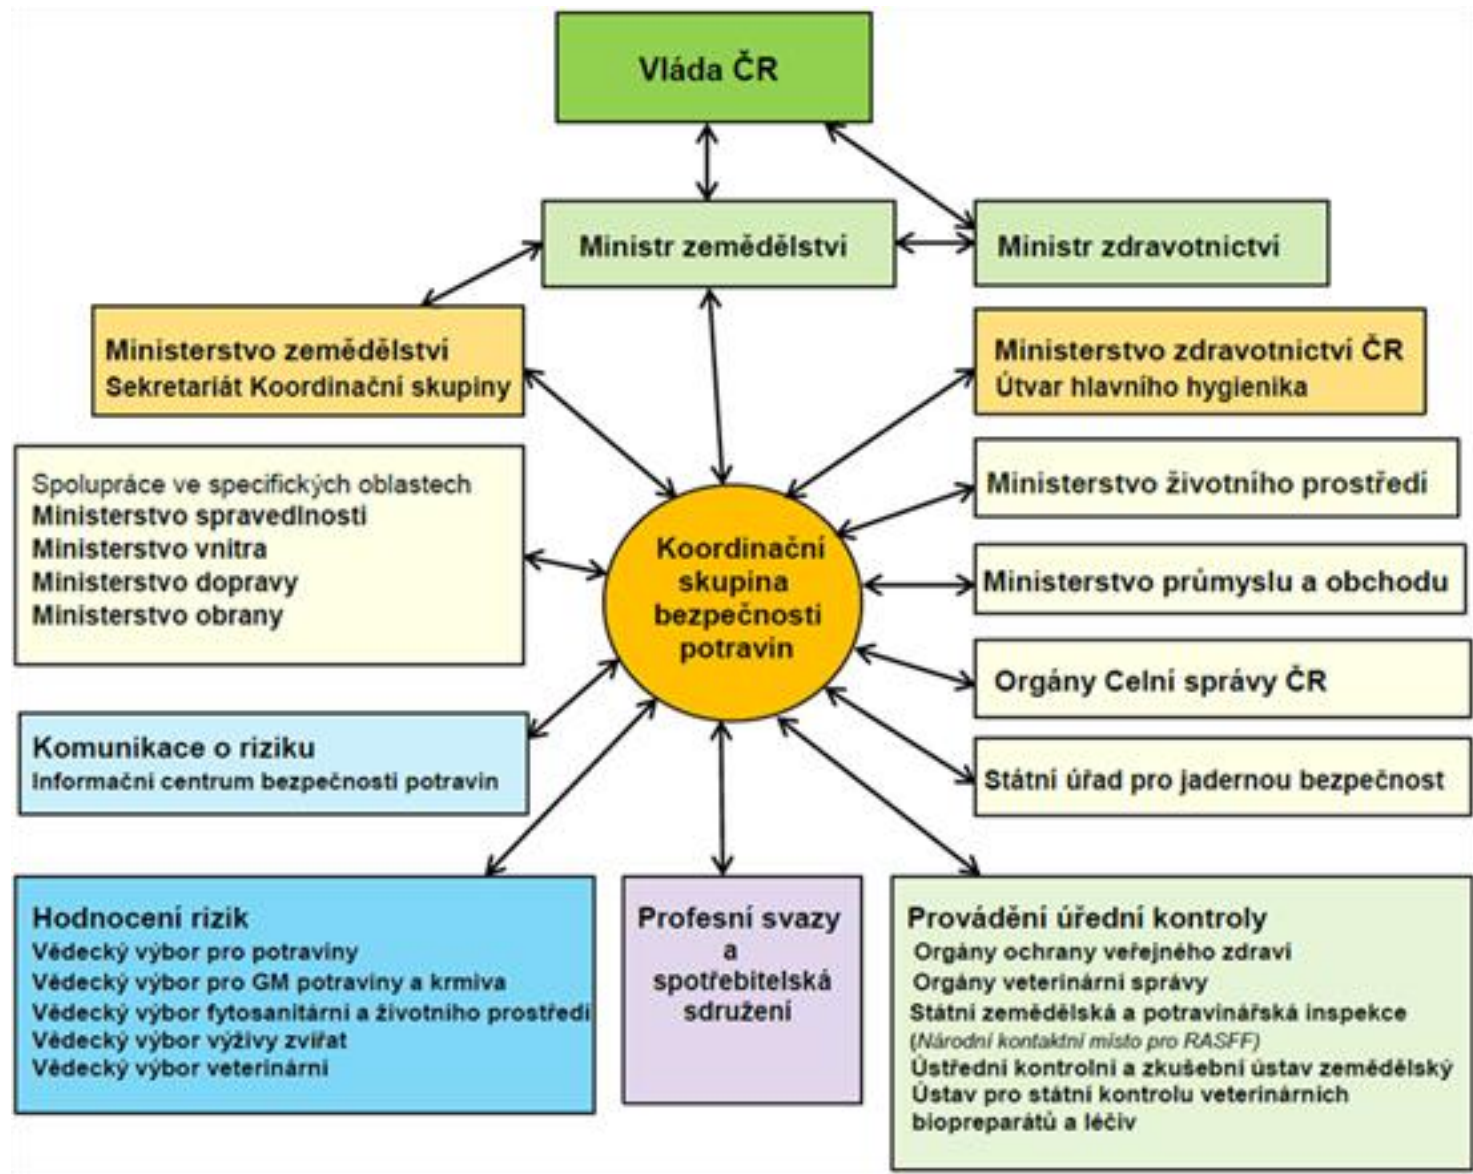 Vláda ČR
Ministr zemědělství
Ministr zdravotnictví
Ministerstvo zemědělství
Sekretariát Koordinační skupiny
Ministerstvo zdravotnictví ČR
Útvar hlavního hygienika
Spolupráce ve specifických oblastech
Ministerstvo spravedlnosti
Ministerstvo vnitra
Ministerstvo dopravy
Ministerstvo obrany
Ministerstvo životního prostředí
Koordinační
skupina
bezpečnosti
potravin
Ministerstvo průmyslu a obchodu
Orgány Celní správy ČR
Komunikace o riziku
Informační centrum bezpečnosti potravin
Státní úřad pro jadernou bezpečnost
Hodnocení rizik
Vědecký výbor pro potraviny
Vědecký výbor pro GM potraviny a krmiva
Vědecký výbor fytosanitární a životního prostředí
Vědecký výbor výživy zvířat
Vědecký výbor veterinární
Profesní svazy
a
spotřebitelská
sdružení
Provádění úřední kontroly
Orgány ochrany veřejného zdraví
Orgány veterinární správy
Státní zemědělská a potravinářská inspekce
(Národní kontaktní místo pro RASFF)
Ústřední kontrolní a zkušební ústav zemědělský
Ústav pro státní kontrolu veterinárních
biopreparátů a léčiv